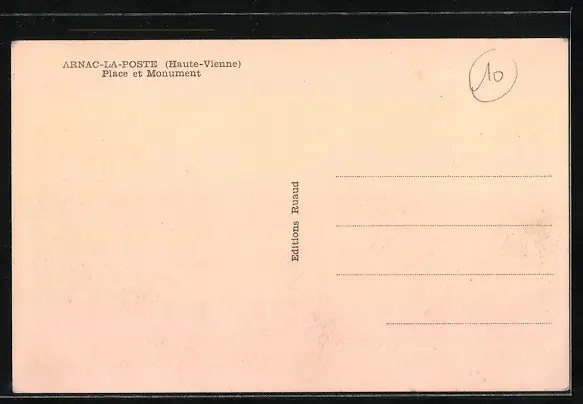 ARNAC-LA-POSTE (Haute-Vienne)
Place et Monument
10
Editions Ruaud